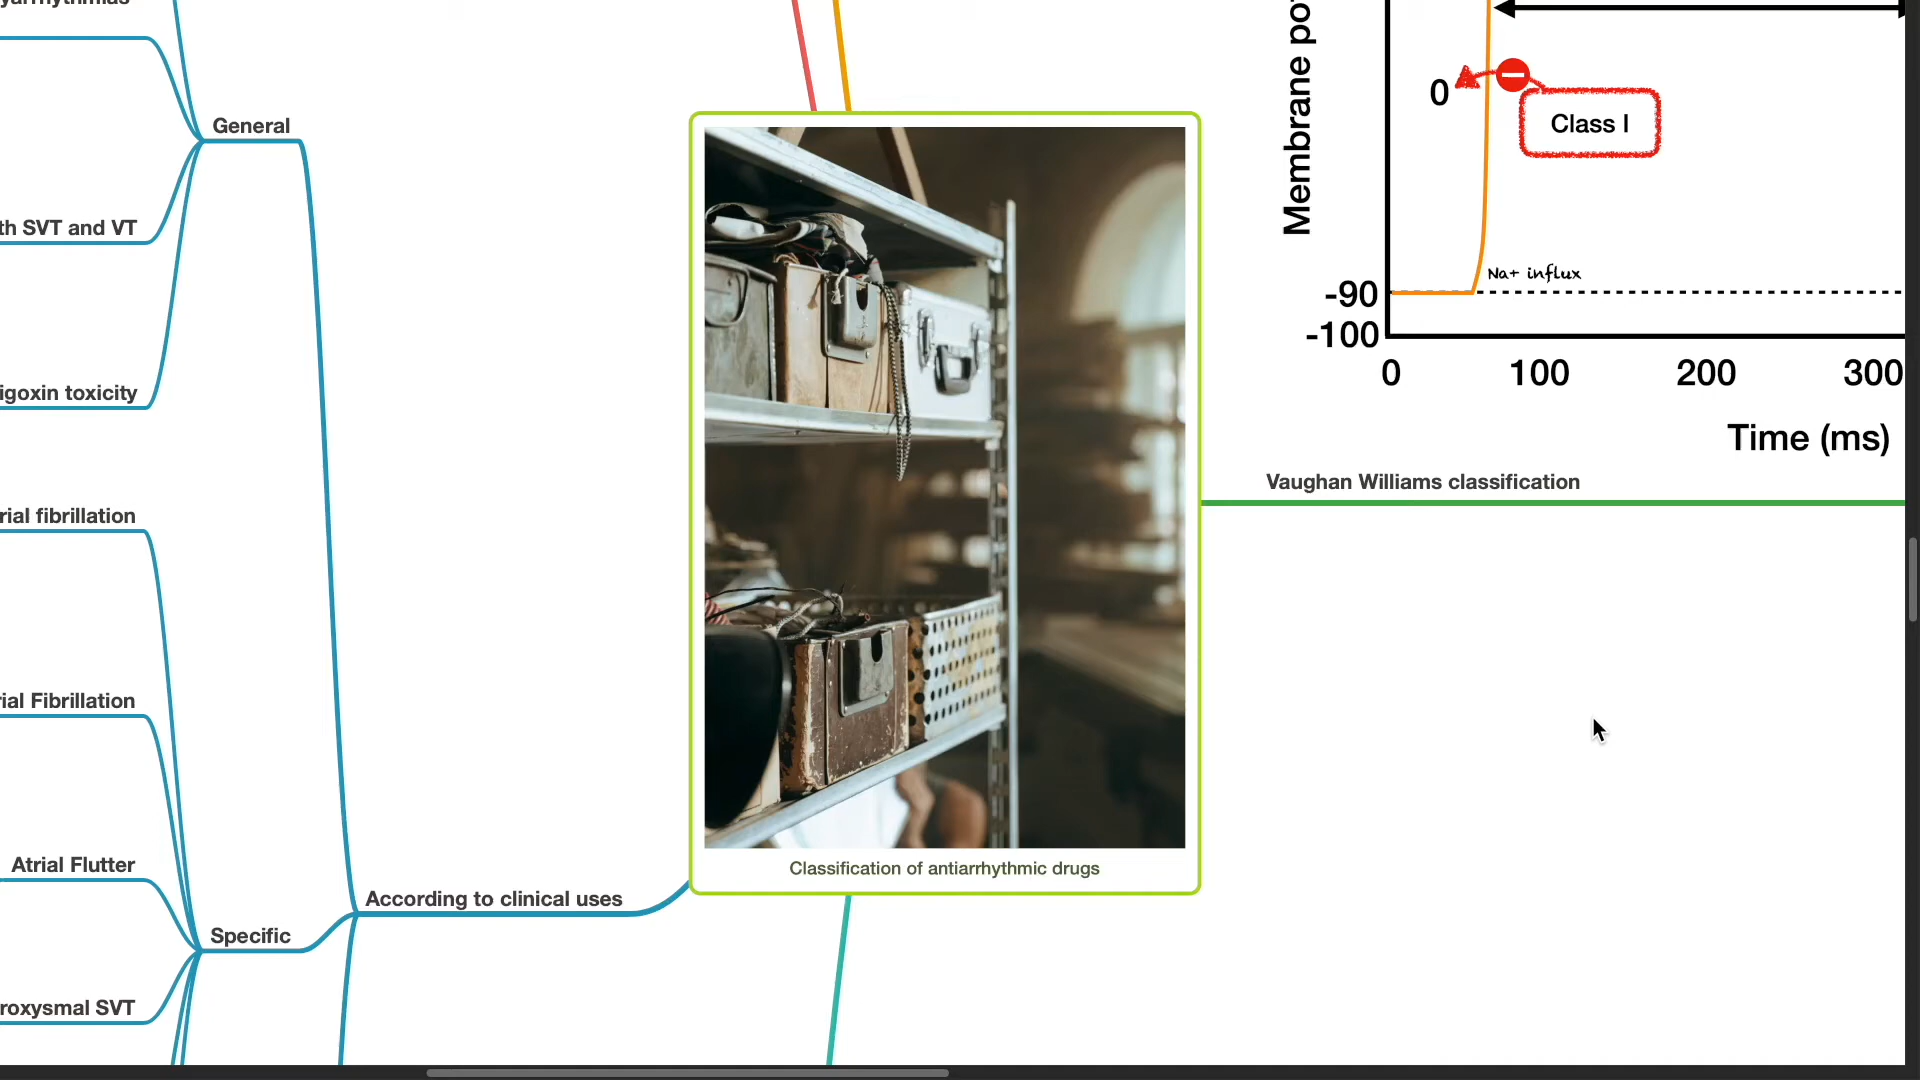 General
th SVT and VT
igoxin toxicity
rial fibrillation
rial Fibrillation
Atrial Flutter
Specific
roxysmal SVT
According to clinical uses
Classification of antiarrhythmic drugs
Membrane po
0
Class I
Na+ influx
-90
-100
0 100 200 300
Time (ms)
Vaughan Williams classification